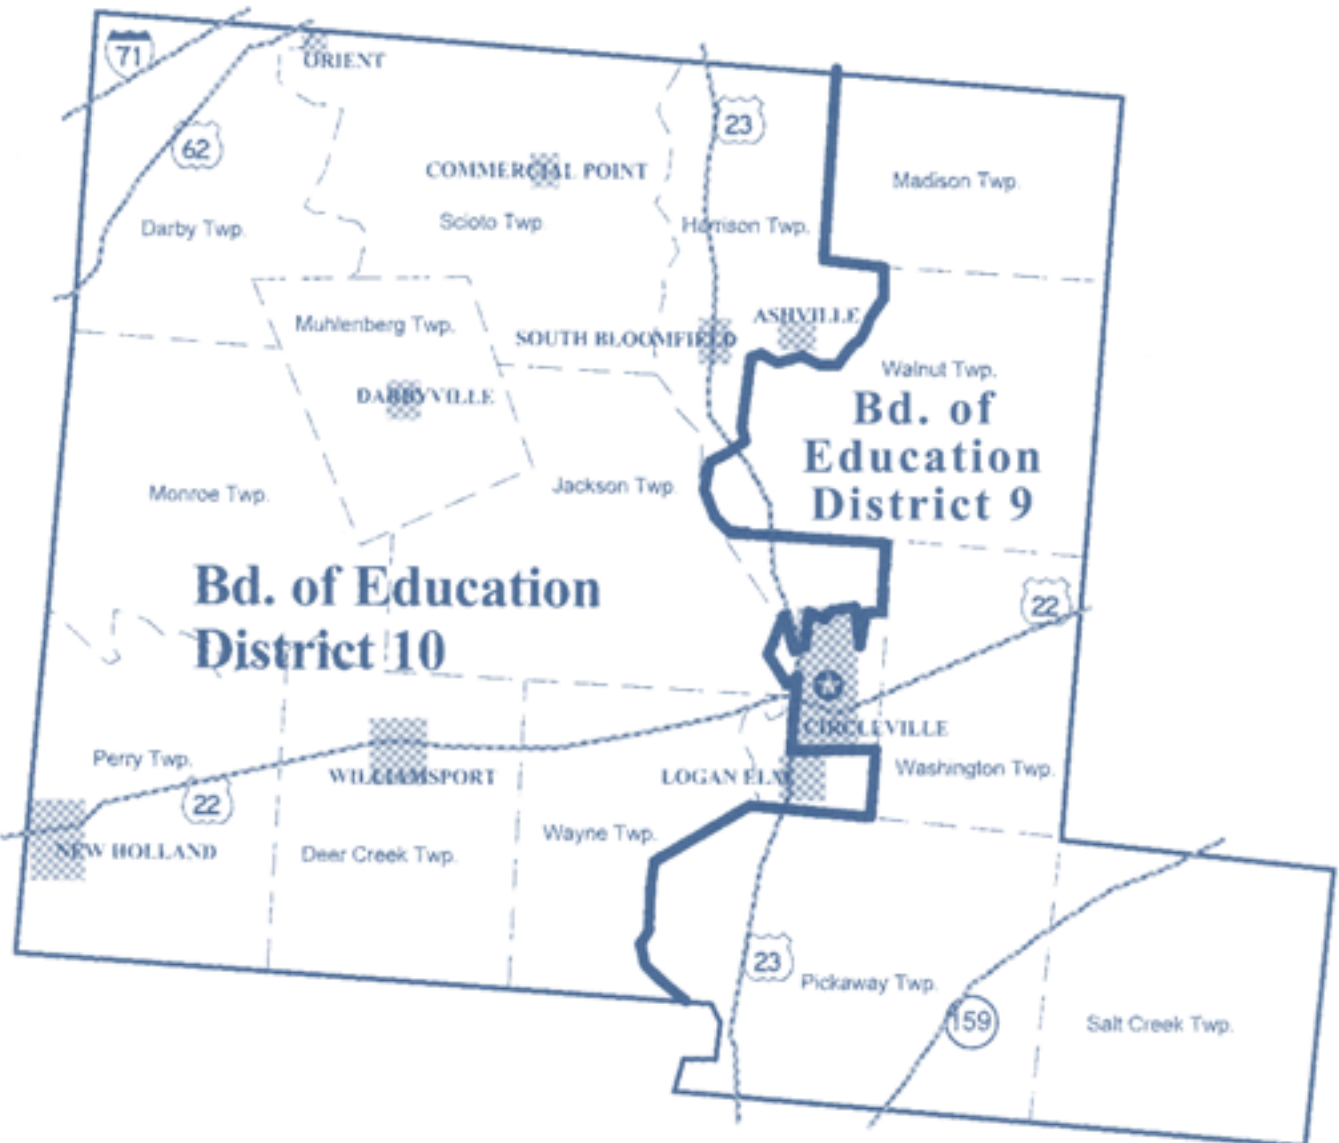 71
ORIENT
23
62
COMMERCIAL POINT
Madison Twp.
Darby Twp.
Scioto Twp.
Harrison Twp.
ASHVILLE
Muhlenberg Twp.
SOUTH BLOOMFIELD
Walnut Twp.
DARBYVILLE
Bd. of
Education
District 9
Monroe Twp.
Jackson Twp.
Bd. of Education
District 10
22
CIRCLEVILLE
Perry Twp.
WILLIAMSPORT
LOGAN ELM
Washington Twp.
22
Wayne Twp.
NEW HOLLAND
Deer Creek Twp.
23
Pickaway Twp.
159
Salt Creek Twp.